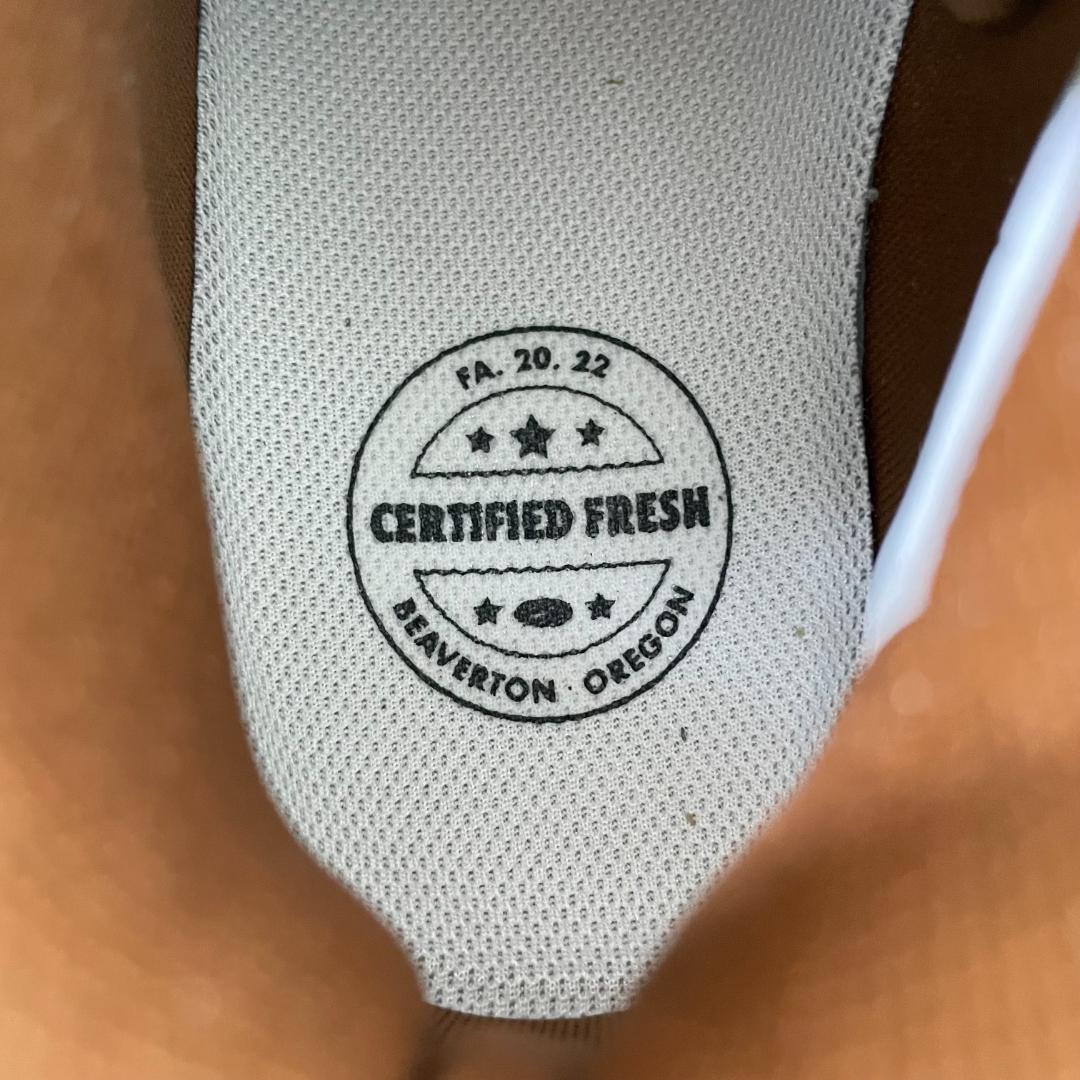 FA. 20. 22
CERTIFIED FRESH
BEAVERTON · OREGON